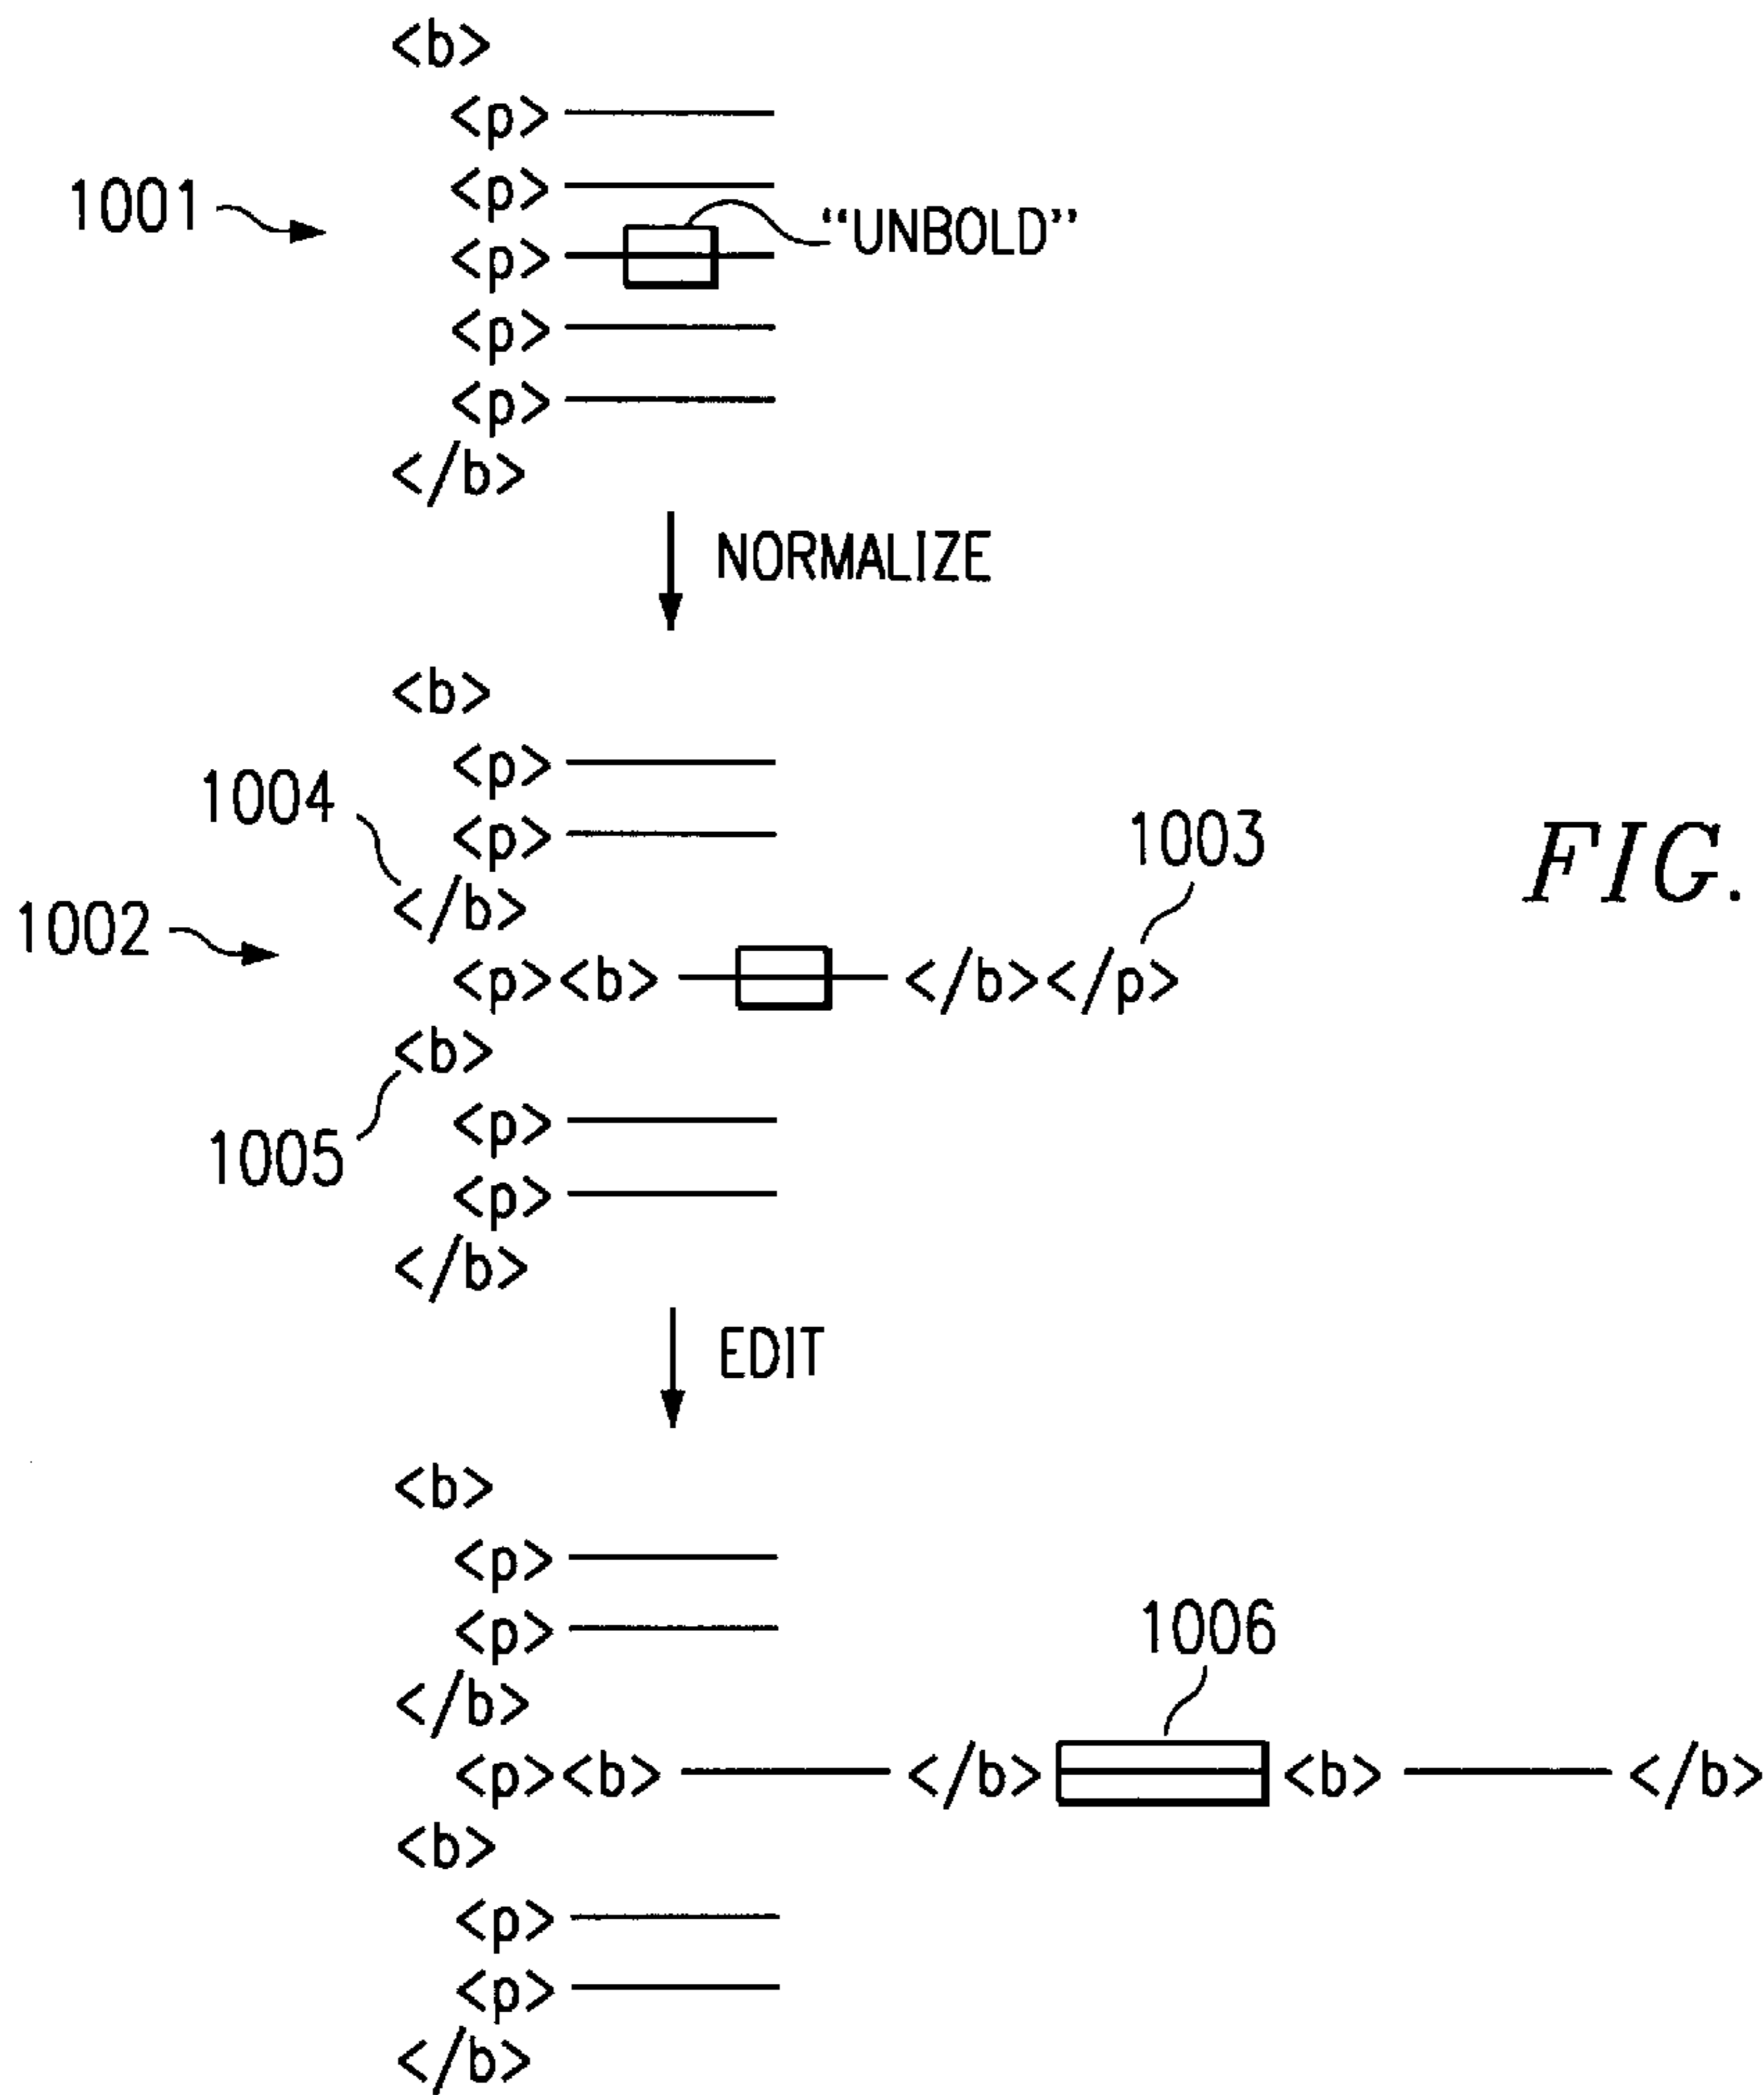 <b>
<p>
<p>
1001
"UNBOLD"
<p>
<p>
<p>
</b>
NORMALIZE
<b>
<p>
1004
<p>
1003
FIG.
</b>
1002
<p><b> </b></p>
<b>
<p>
1005
<p>
</b>
EDIT
<b>
<p>
<p>
1006
</b>
<p><b> </b> <b> </b>
<b>
<p>
<p>
</b>